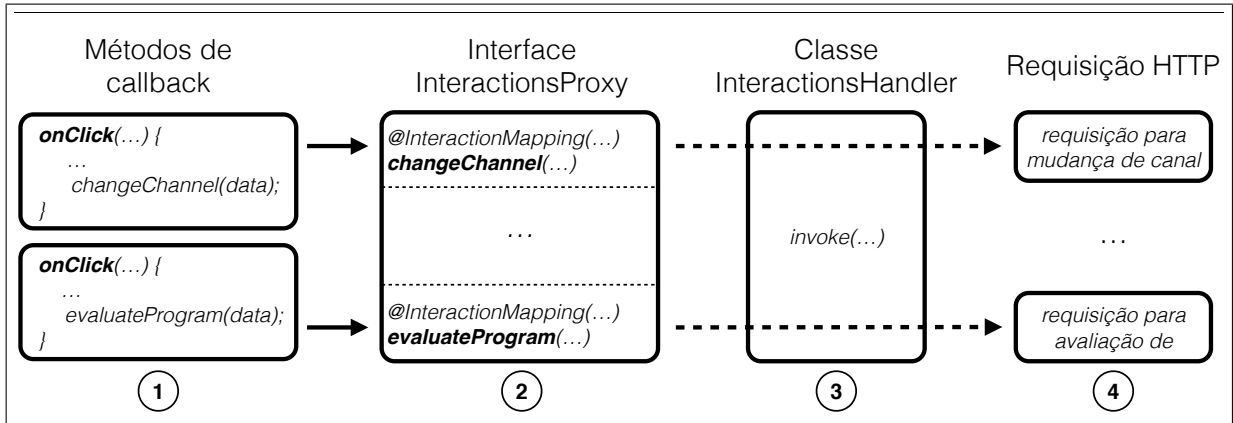 Métodos de
callback
Interface
InteractionsProxy
Classe
InteractionsHandler
Requisição HTTP
onClick(…) {
…
changeChannel(data);
}
onClick(…) {
…
evaluateProgram(data);
}
@InteractionMapping(…)
changeChannel(…)
…
@InteractionMapping(…)
evaluateProgram(…)
invoke(…)
requisição para
mudança de canal
…
requisição para
avaliação de
1
2
3
4